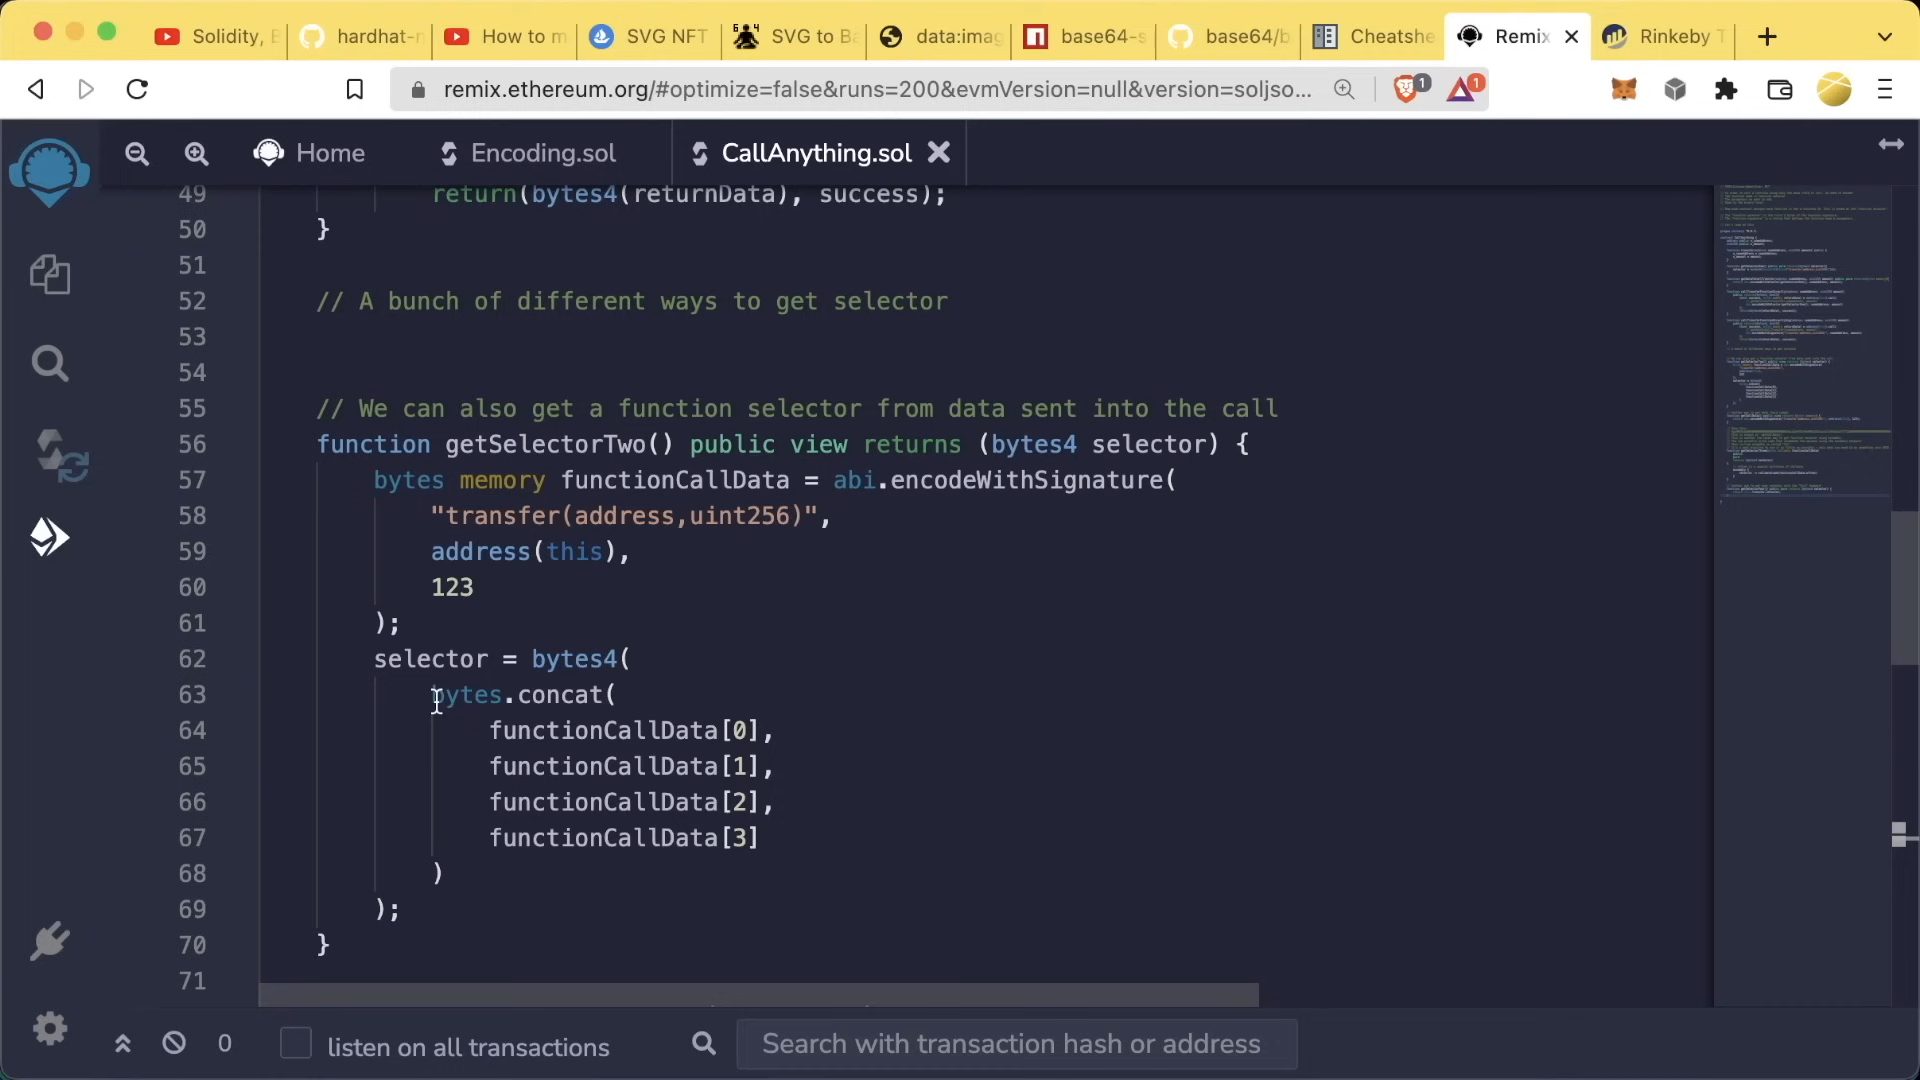 Solidity, B
hardhat-n
How to m
SVG NFT
SVG to Ba
data:imag
base64-s
base64/b
Cheatshe
Remix
Rinkeby T
remix.ethereum.org/#optimize=false&runs=200&evmVersion=null&version=soljso...
1
1
Home
Encoding.sol
CallAnything.sol
49 return(bytes4(returnData), success);
50 }
51
52 // A bunch of different ways to get selector
53
54
55 // We can also get a function selector from data sent into the call
56 function getSelectorTwo() public view returns (bytes4 selector) {
57 bytes memory functionCallData = abi.encodeWithSignature(
58 "transfer(address,uint256)",
59 address(this),
60 123
61 );
62 selector = bytes4(
63 bytes.concat(
64 functionCallData[0],
65 functionCallData[1],
66 functionCallData[2],
67 functionCallData[3]
68 )
69 );
70 }
71
0
listen on all transactions
Search with transaction hash or address